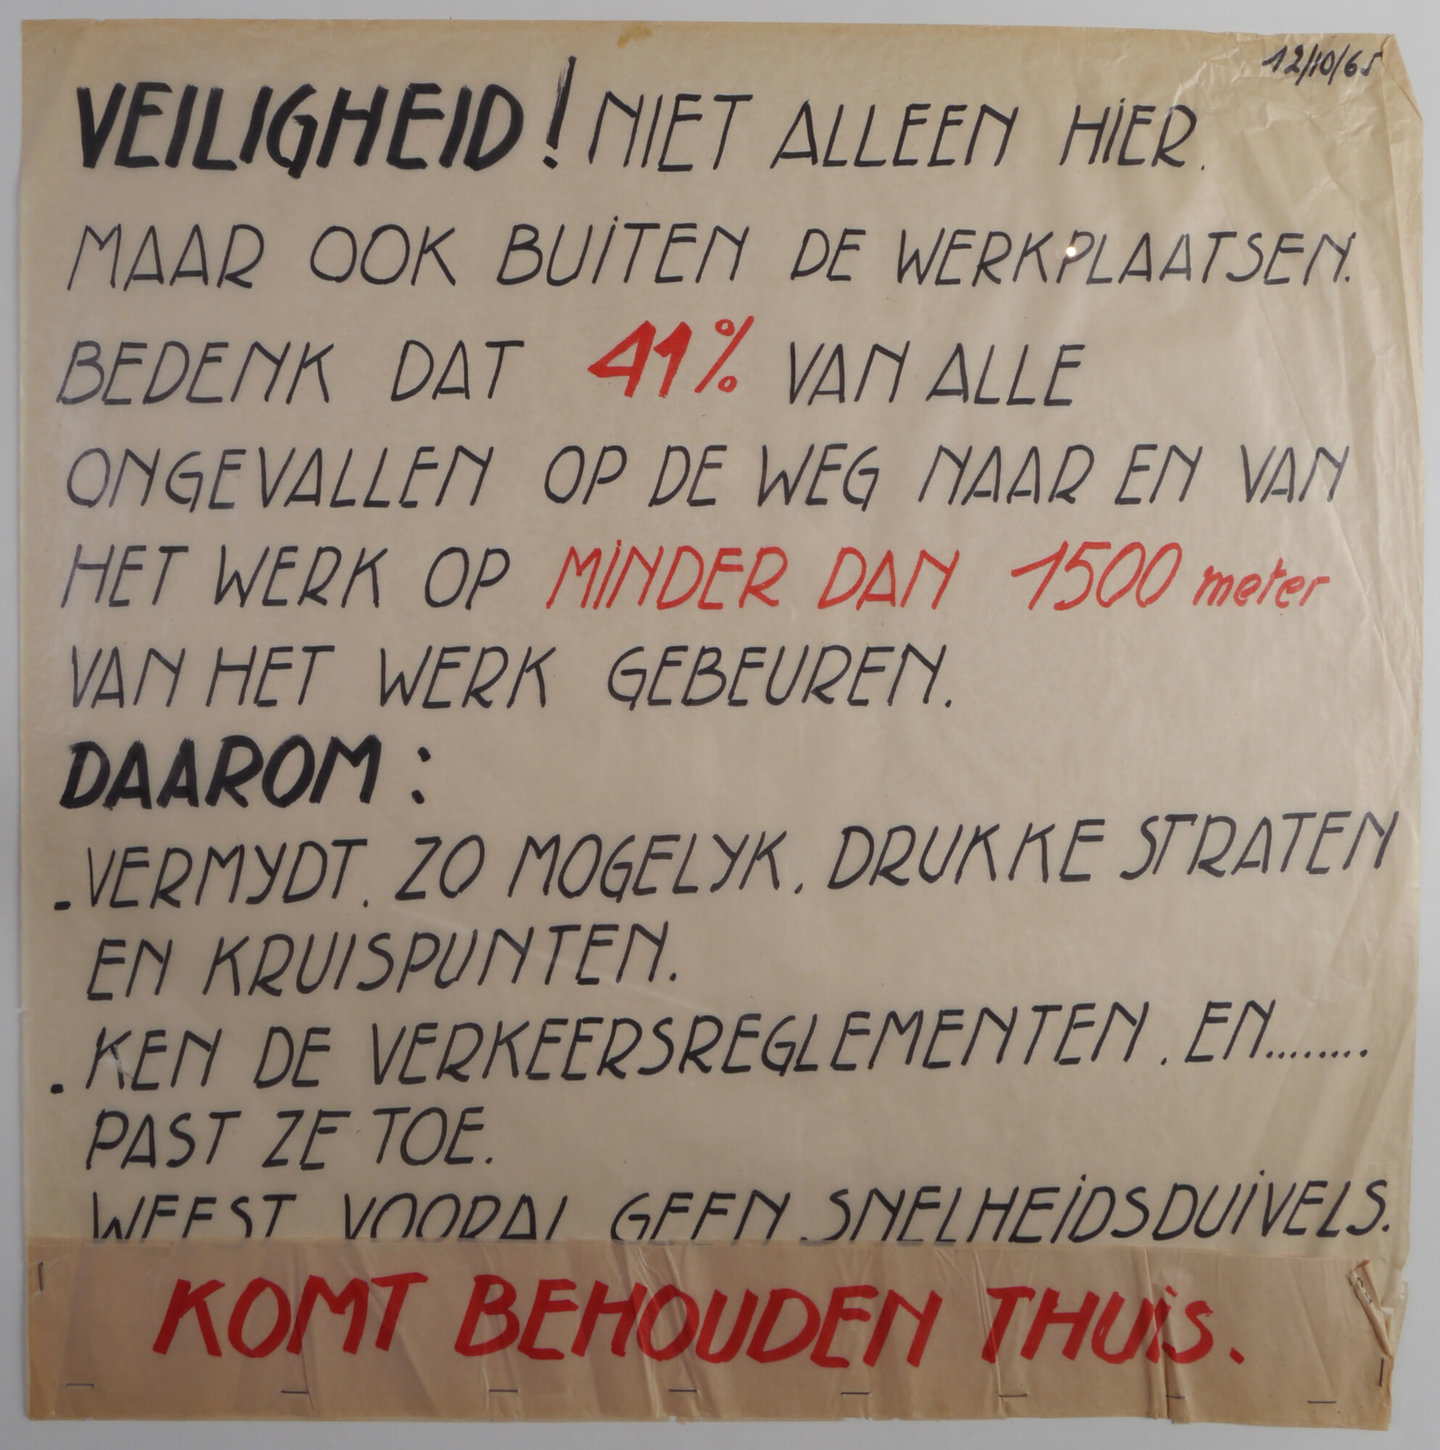 12/10/65
VEILIGHEID! NIET ALLEEN HIER.
MAAR OOK BUITEN DE WERKPLAATSEN.
BEDENK DAT 41% VAN ALLE
ONGEVALLEN OP DE WEG NAAR EN VAN
HET WERK OP MINDER DAN 1500 meter
VAN HET WERK GEBEUREN.
DAAROM :
- VERMYDT, ZO MOGELYK, DRUKKE STRATEN
EN KRUISPUNTEN.
- KEN DE VERKEERSREGLEMENTEN, EN........
PAST ZE TOE.
WEEST VOORAL GEEN SNELHEIDSDUIVELS.
KOMT BEHOUDEN THUIS.